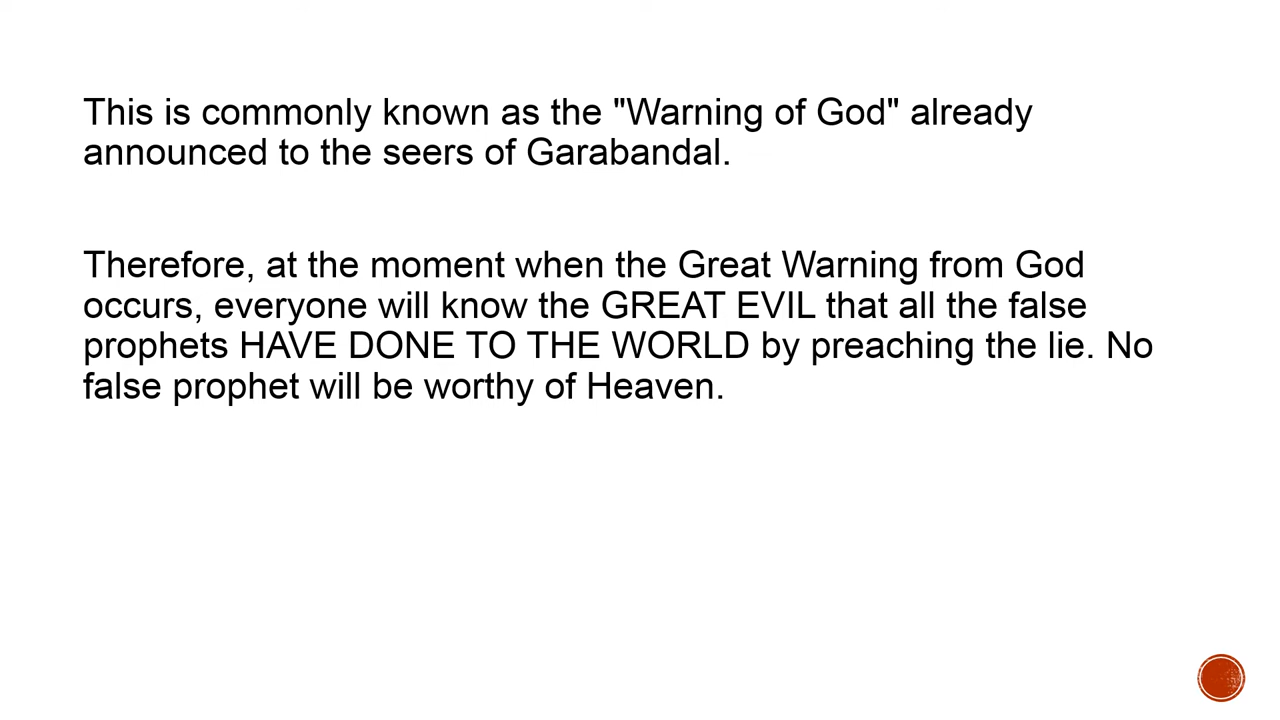 This is commonly known as the "Warning of God" already
announced to the seers of Garabandal.
Therefore, at the moment when the Great Warning from God
occurs, everyone will know the GREAT EVIL that all the false
prophets HAVE DONE TO THE WORLD by preaching the lie. No
false prophet will be worthy of Heaven.